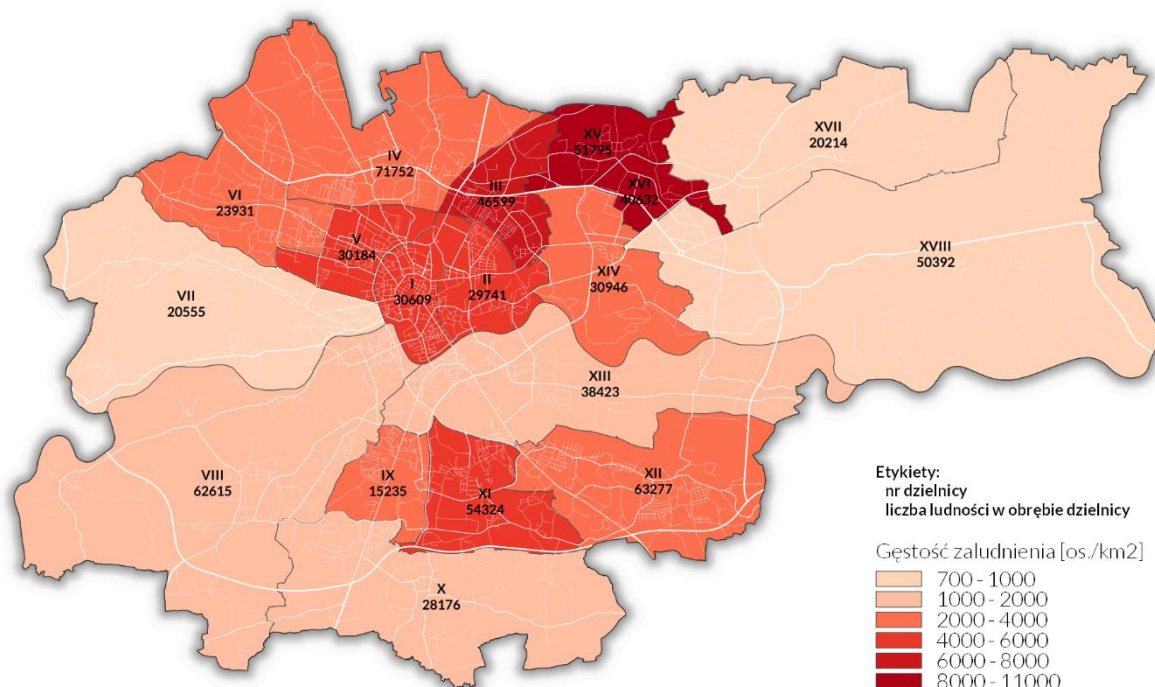 XV
51795
XVII
20214
IV
71752
III
46599
XVI
40632
VI
23931
V
30184
XVIII
50392
I
30609
II
29741
XIV
30946
VII
20555
XIII
38423
VIII
62615
IX
15235
XI
54324
XII
63277
X
28176
Etykiety:
nr dzielnicy
liczba ludności w obrębie dzielnicy
Gęstość zaludnienia [os./km2]
700 - 1000
1000 - 2000
2000 - 4000
4000 - 6000
6000 - 8000
8000 - 11000